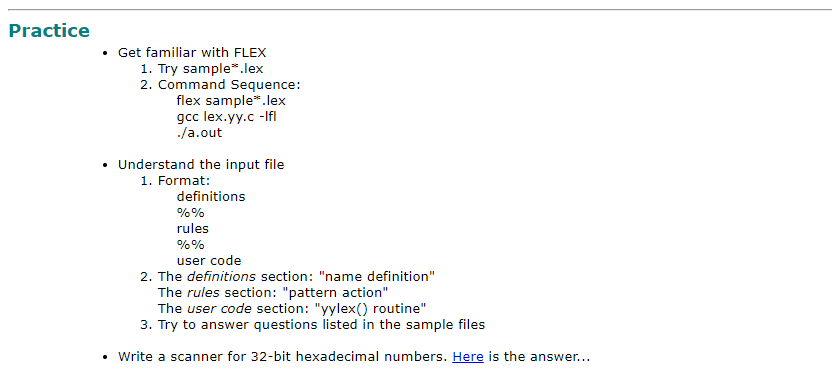 Practice
• Get familiar with FLEX
1. Try sample*.lex
2. Command Sequence:
flex sample*.lex
gcc lex.yy.c -lfl
./a.out
• Understand the input file
1. Format:
definitions
%%
rules
%%
user code
2. The definitions section: "name definition"
The rules section: "pattern action"
The user code section: "yylex() routine"
3. Try to answer questions listed in the sample files
• Write a scanner for 32-bit hexadecimal numbers. Here is the answer...